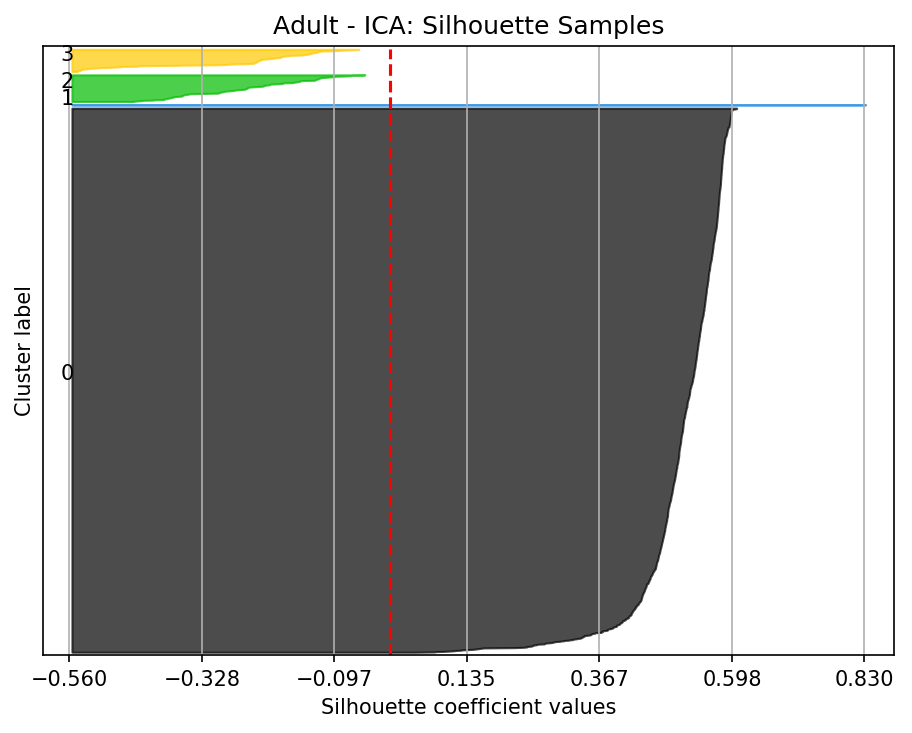 Adult - ICA: Silhouette Samples
3
2
1
0
Cluster label
−0.560 −0.328 −0.097 0.135 0.367 0.598 0.830
Silhouette coefficient values